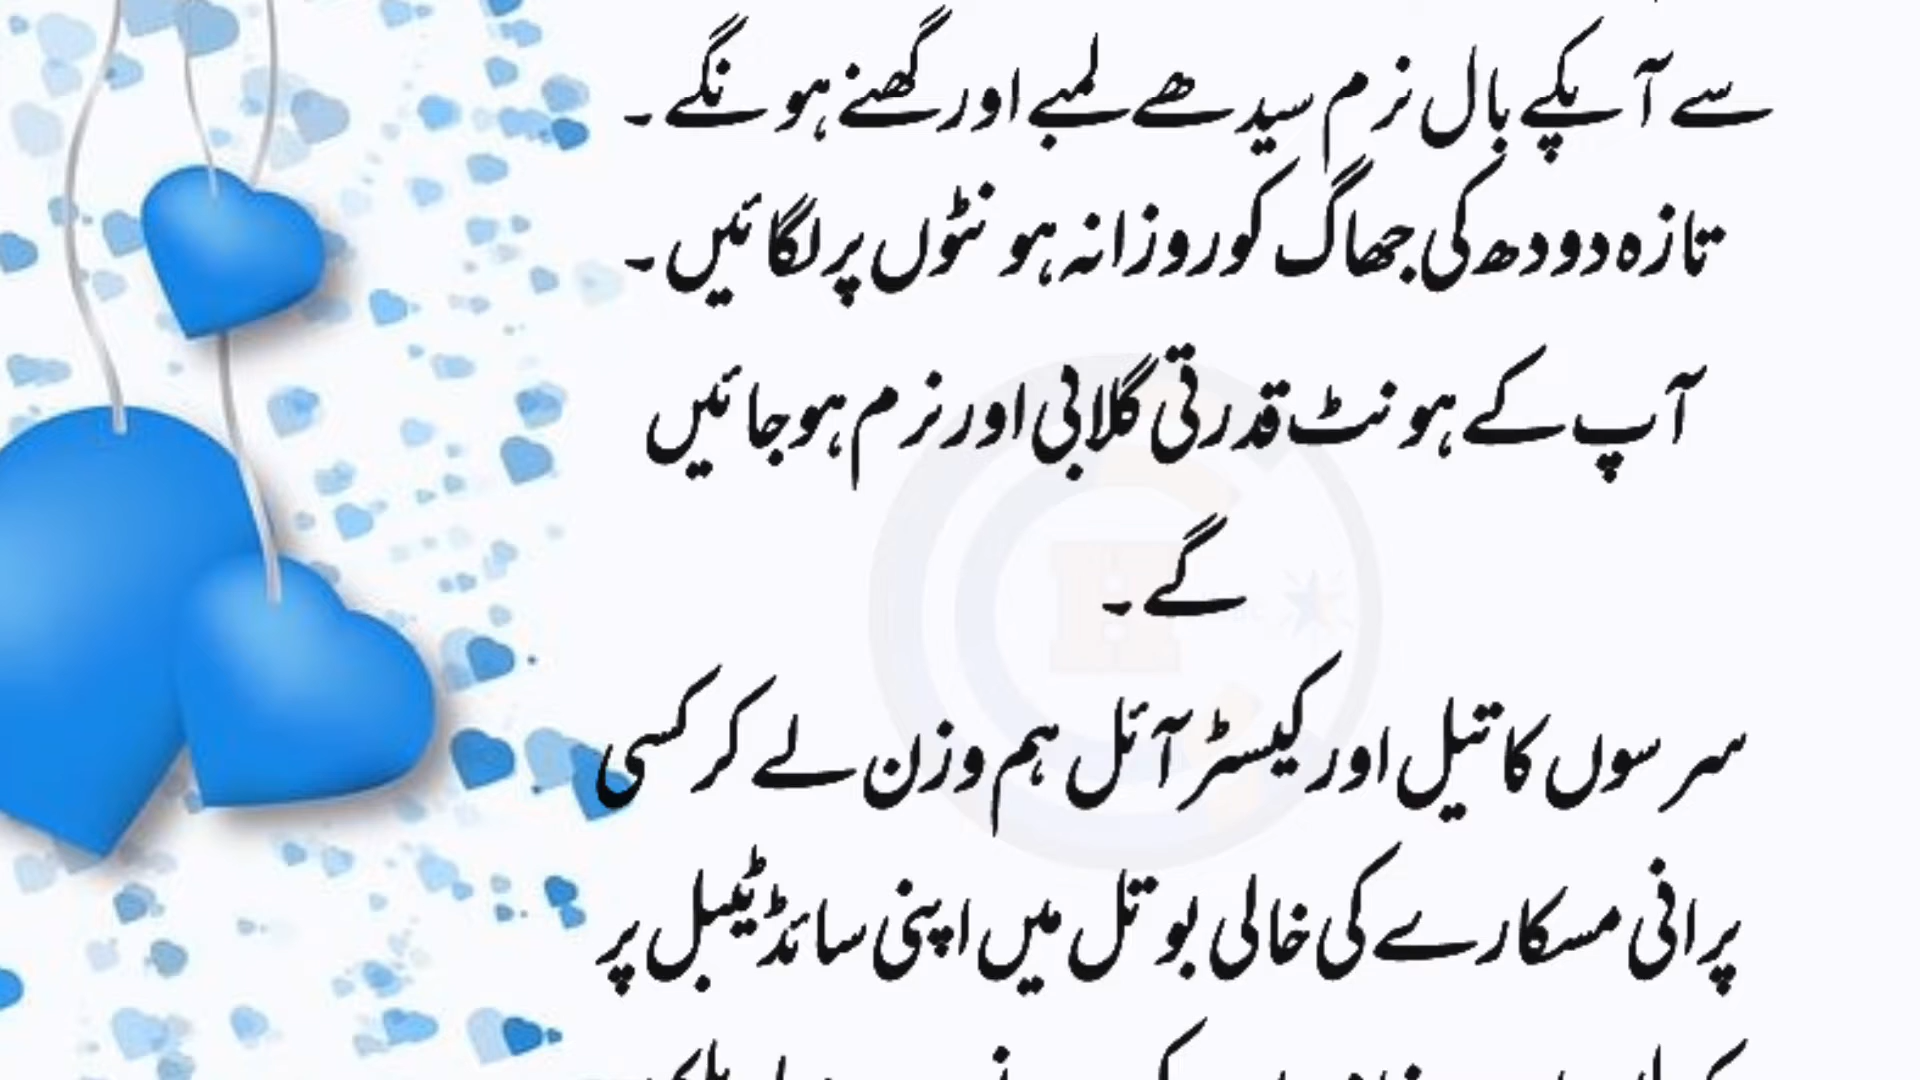 سے آپکے بال نرم سیدھے لمبے اور گھنے ہونگے ۔
تازہ دودھ کی جھاگ کو روزانہ ہونٹوں پر لگائیں ۔
آپ کے ہونٹ قدرتی گلابی اور نرم ہوجائیں
گے ۔
سرسوں کا تیل اور کیسٹر آئل ہم وزن لے کر کسی
پرانی مسکارے کی خالی بوتل میں اپنی سائڈ ٹیبل پر